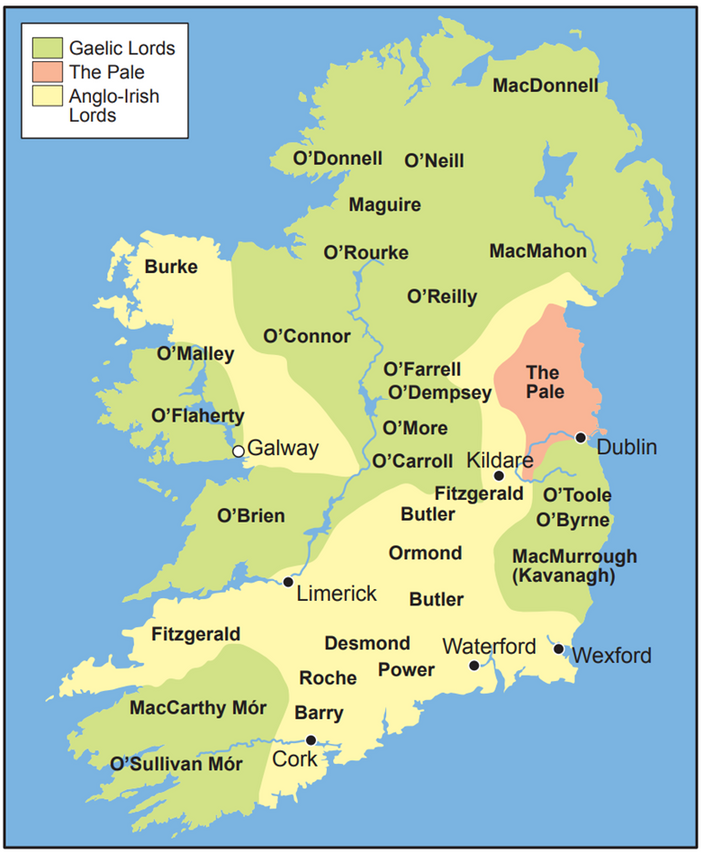 Gaelic Lords
The Pale
Anglo-Irish
Lords
MacDonnell
O’Donnell
O’Neill
Maguire
O’Rourke
MacMahon
Burke
O’Reilly
O’Connor
O’Malley
O’Farrell
The
Pale
O’Dempsey
O’Flaherty
O’More
Galway
Dublin
O’Carroll
Kildare
Fitzgerald
O’Toole
O’Brien
Butler
O’Byrne
Ormond
MacMurrough
(Kavanagh)
Limerick
Butler
Fitzgerald
Desmond
Waterford
Wexford
Roche
Power
MacCarthy Mór
Barry
O’Sullivan Mór
Cork